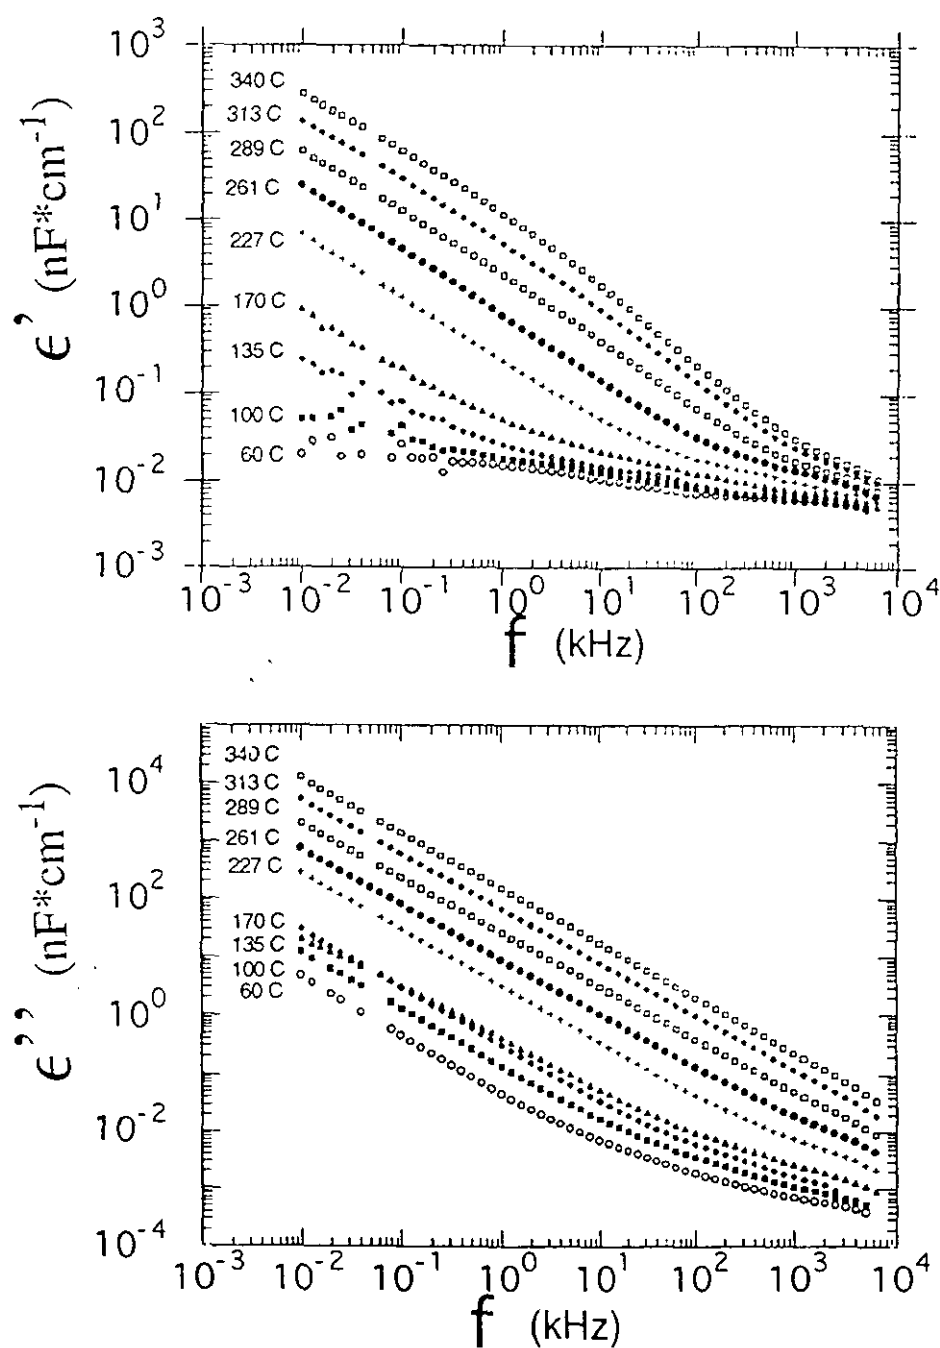 10³
340 C
313 C
10²
289 C
261 C
10¹
227 C
10⁰
170 C
135 C
10⁻¹
100 C
60 C
10⁻²
10⁻³
ϵ' (nF*cm⁻¹)
10⁻³ 10⁻² 10⁻¹ 10⁰ 10¹ 10² 10³ 10⁴
f (kHz)
340 C
10⁴
313 C
289 C
261 C
227 C
10²
170 C
135 C
100 C
60 C
10⁰
10⁻²
10⁻⁴
ϵ'' (nF*cm⁻¹)
10⁻³ 10⁻² 10⁻¹ 10⁰ 10¹ 10² 10³ 10⁴
f (kHz)